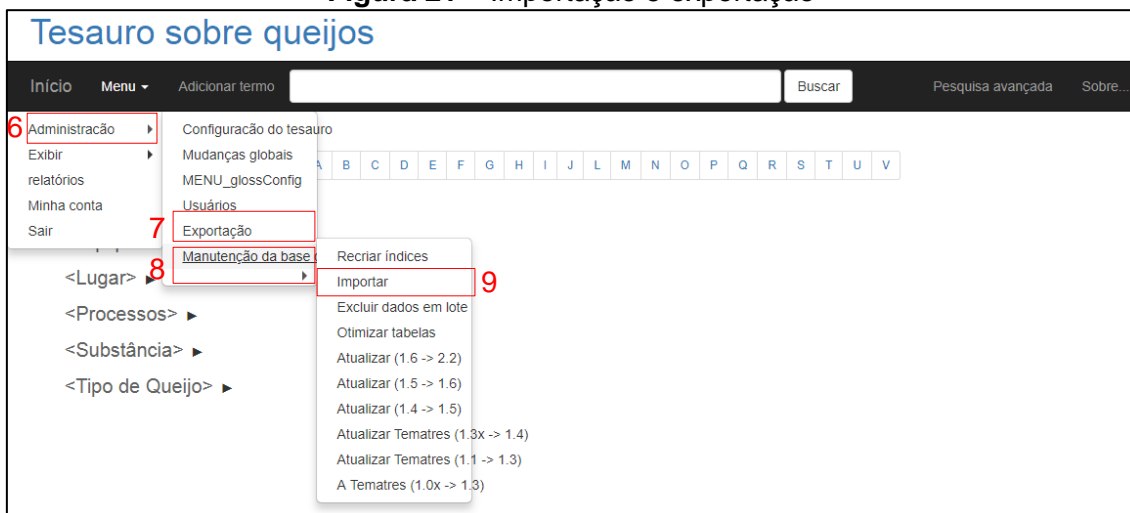 Tesauro sobre queijos
Início Menu Adicionar termo Buscar Pesquisa avançada Sobre...
6 Administracão Configuracão do tesauro
Exibir Mudanças globais B C D E F G H I J L M N O P Q R S T U V
relatórios MENU_glossConfig
Minha conta Usuários
Sair 7 Exportação
8 Manutenção da base Recriar índices
<Lugar> Importar 9
Excluir dados em lote
<Processos> Otimizar tabelas
<Substância> Atualizar (1.6 -> 2.2)
Atualizar (1.5 -> 1.6)
<Tipo de Queijo> Atualizar (1.4 -> 1.5)
Atualizar Tematres (1.3x -> 1.4)
Atualizar Tematres (1.1 -> 1.3)
A Tematres (1.0x -> 1.3)